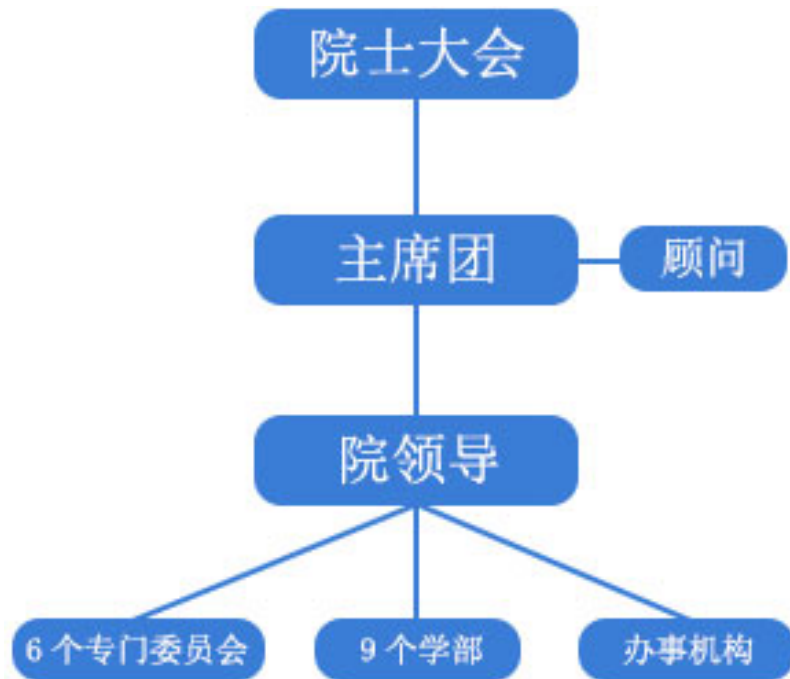 院士大会
主席团
顾问
院领导
6个专门委员会
9个学部
办事机构